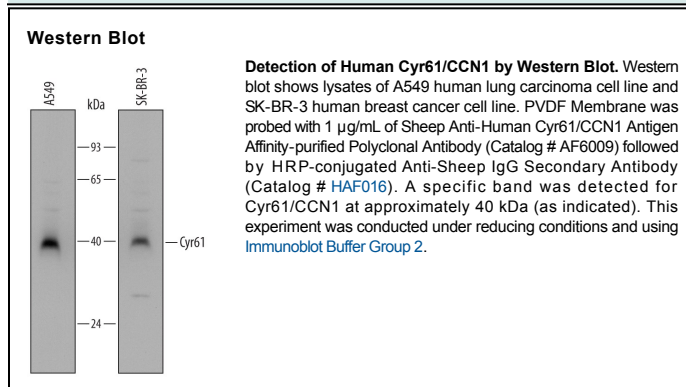 Western Blot
A549
kDa
SK-BR-3
93
65
40
Cyr61
24
Detection of Human Cyr61/CCN1 by Western Blot. Western
blot shows lysates of A549 human lung carcinoma cell line and
SK-BR-3 human breast cancer cell line. PVDF Membrane was
probed with 1 µg/mL of Sheep Anti-Human Cyr61/CCN1 Antigen
Affinity-purified Polyclonal Antibody (Catalog # AF6009) followed
by HRP-conjugated Anti-Sheep IgG Secondary Antibody
(Catalog # HAF016). A specific band was detected for
Cyr61/CCN1 at approximately 40 kDa (as indicated). This
experiment was conducted under reducing conditions and using
Immunoblot Buffer Group 2.